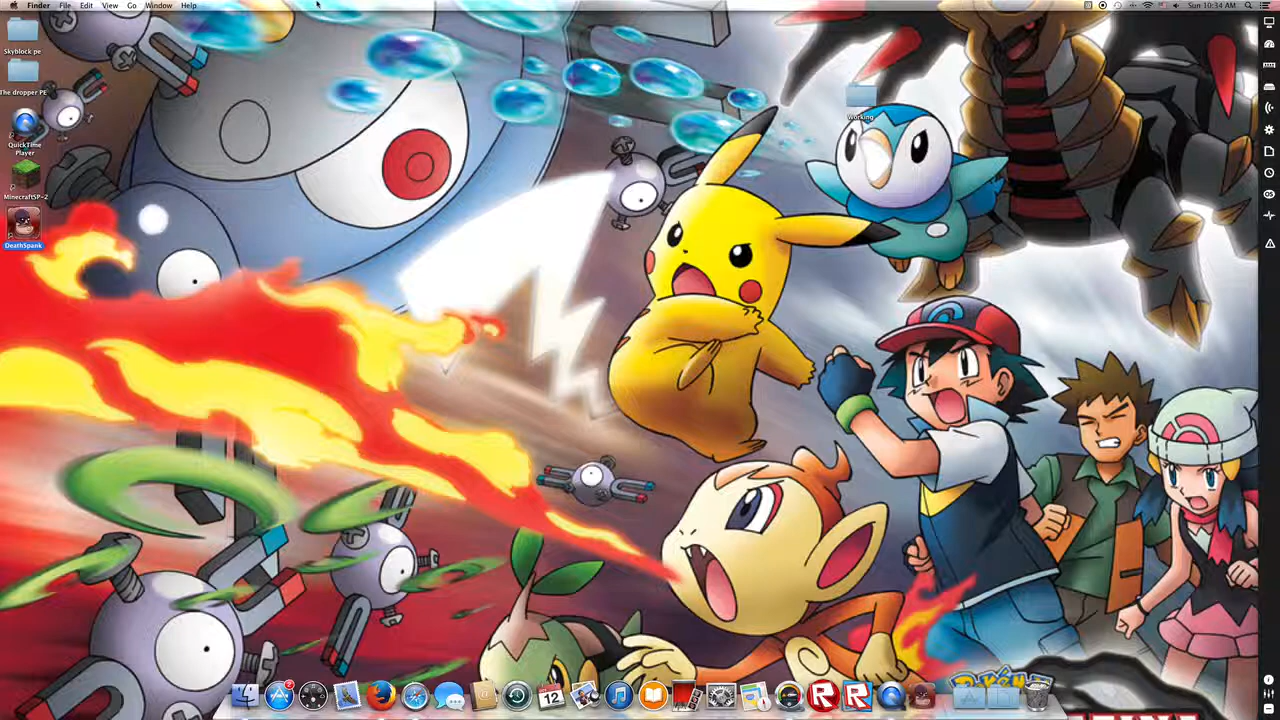 Finder File Edit View Go Window Help
Sun 10:34 AM
Skyblock pe
The dropper PE
QuickTime
Player
MinecraftSP-2
DeathSpank
Working
2
12